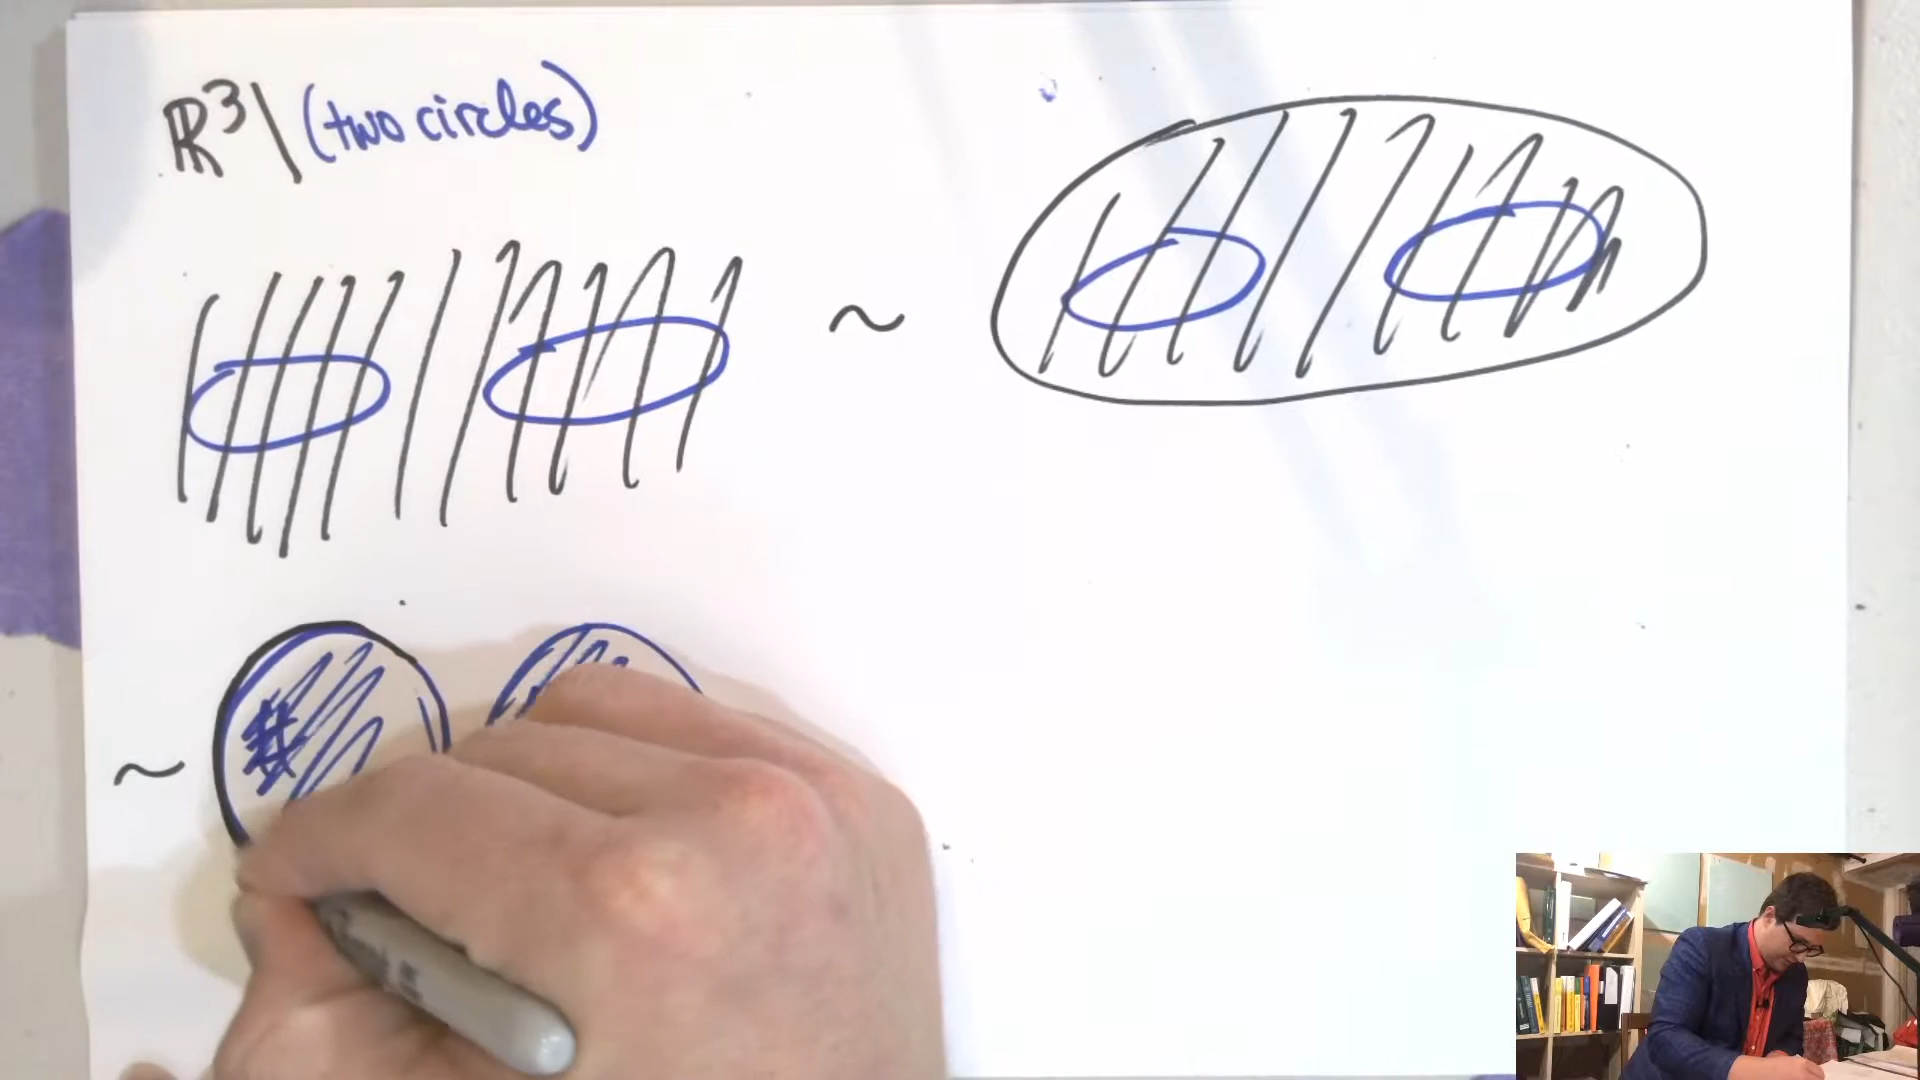 ℝ³ \ (two circles)
~
~